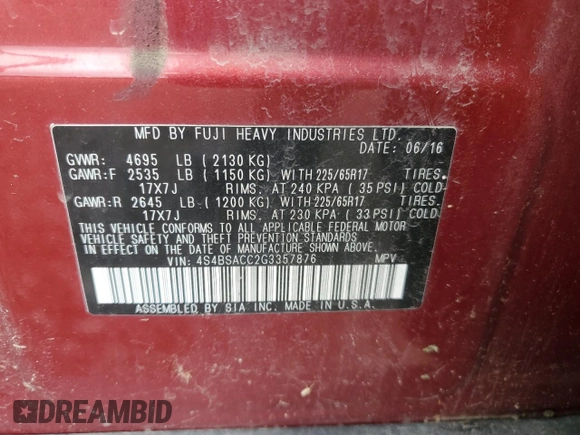 MFD BY FUJI HEAVY INDUSTRIES LTD.
DATE: 06/16
GVWR: 4695 LB (2130 KG)
GAWR:F 2535 LB (1150 KG) WITH 225/65R17 TIRES.
17X7J RIMS. AT 240 KPA (35 PSI) COLD
GAWR:R 2645 LB (1200 KG) WITH 225/65R17 TIRES.
17X7J RIMS. AT 230 KPA (33 PSI) COLD
THIS VEHICLE CONFORMS TO ALL APPLICABLE FEDERAL MOTOR
VEHICLE SAFETY AND THEFT PREVENTION STANDARDS IN
EFFECT ON THE DATE OF MANUFACTURE SHOWN ABOVE.
VIN: 4S4BSACC2G3357876 MPV
ASSEMBLED BY SIA INC. MADE IN U.S.A.
DREAMBID